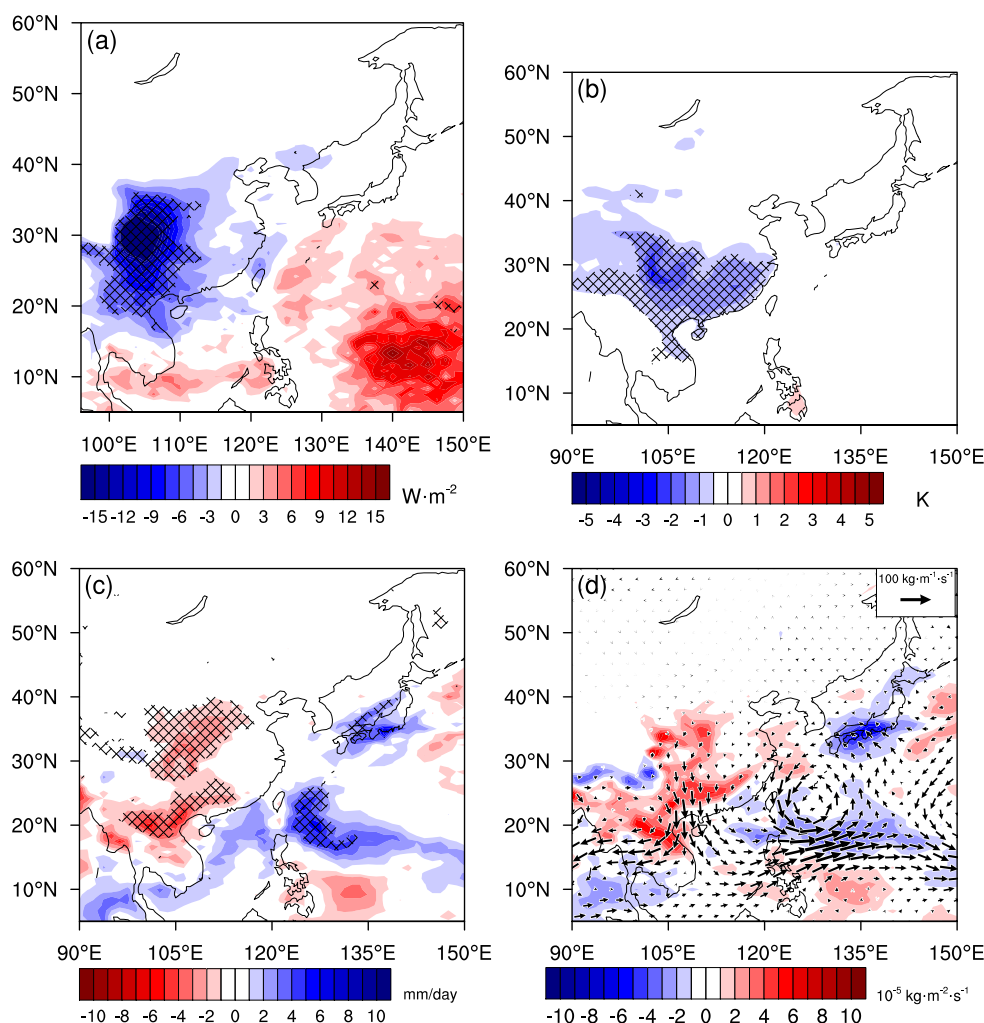 (a)
60°N
50°N
40°N
30°N
20°N
10°N
100°E 110°E 120°E 130°E 140°E 150°E
-15 -12 -9 -6 -3 0 3 6 9 12 15
W·m⁻²
(b)
60°N
50°N
40°N
30°N
20°N
10°N
90°E 105°E 120°E 135°E 150°E
-5 -4 -3 -2 -1 0 1 2 3 4 5
K
(c)
60°N
50°N
40°N
30°N
20°N
10°N
90°E 105°E 120°E 135°E 150°E
-10 -8 -6 -4 -2 0 2 4 6 8 10
mm/day
(d)
100 kg·m⁻¹·s⁻¹
60°N
50°N
40°N
30°N
20°N
10°N
90°E 105°E 120°E 135°E 150°E
-10 -8 -6 -4 -2 0 2 4 6 8 10
10⁻⁵ kg·m⁻²·s⁻¹